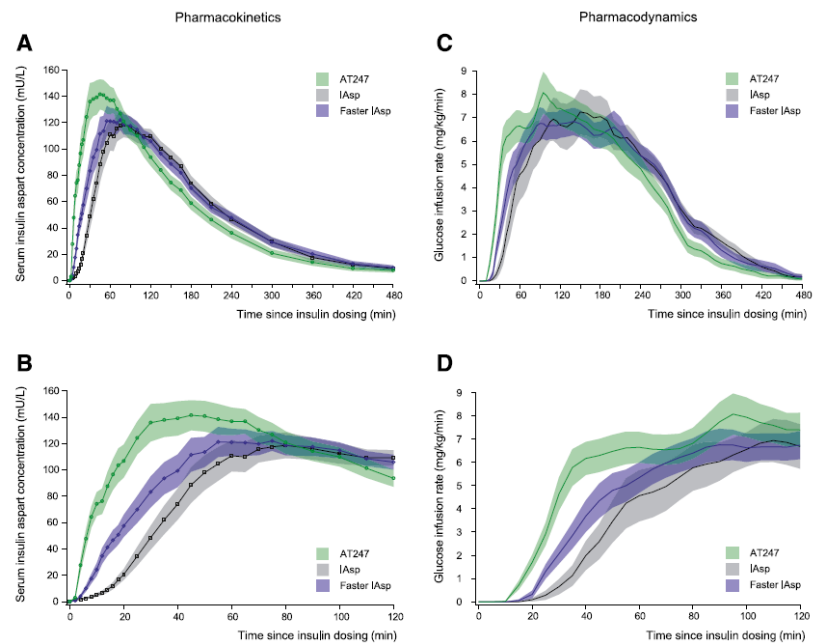 Pharmacokinetics
Pharmacodynamics
A
Serum insulin aspart concentration (mU/L)
160
140
120
100
80
60
40
20
0
0 60 120 180 240 300 360 420 480
Time since insulin dosing (min)
AT247
IAsp
Faster IAsp
C
Glucose infusion rate (mg/kg/min)
9
8
7
6
5
4
3
2
1
0
0 60 120 180 240 300 360 420 480
Time since insulin dosing (min)
AT247
IAsp
Faster IAsp
B
Serum insulin aspart concentration (mU/L)
160
140
120
100
80
60
40
20
0
0 20 40 60 80 100 120
Time since insulin dosing (min)
AT247
IAsp
Faster IAsp
D
Glucose infusion rate (mg/kg/min)
9
8
7
6
5
4
3
2
1
0
0 20 40 60 80 100 120
Time since insulin dosing (min)
AT247
IAsp
Faster IAsp